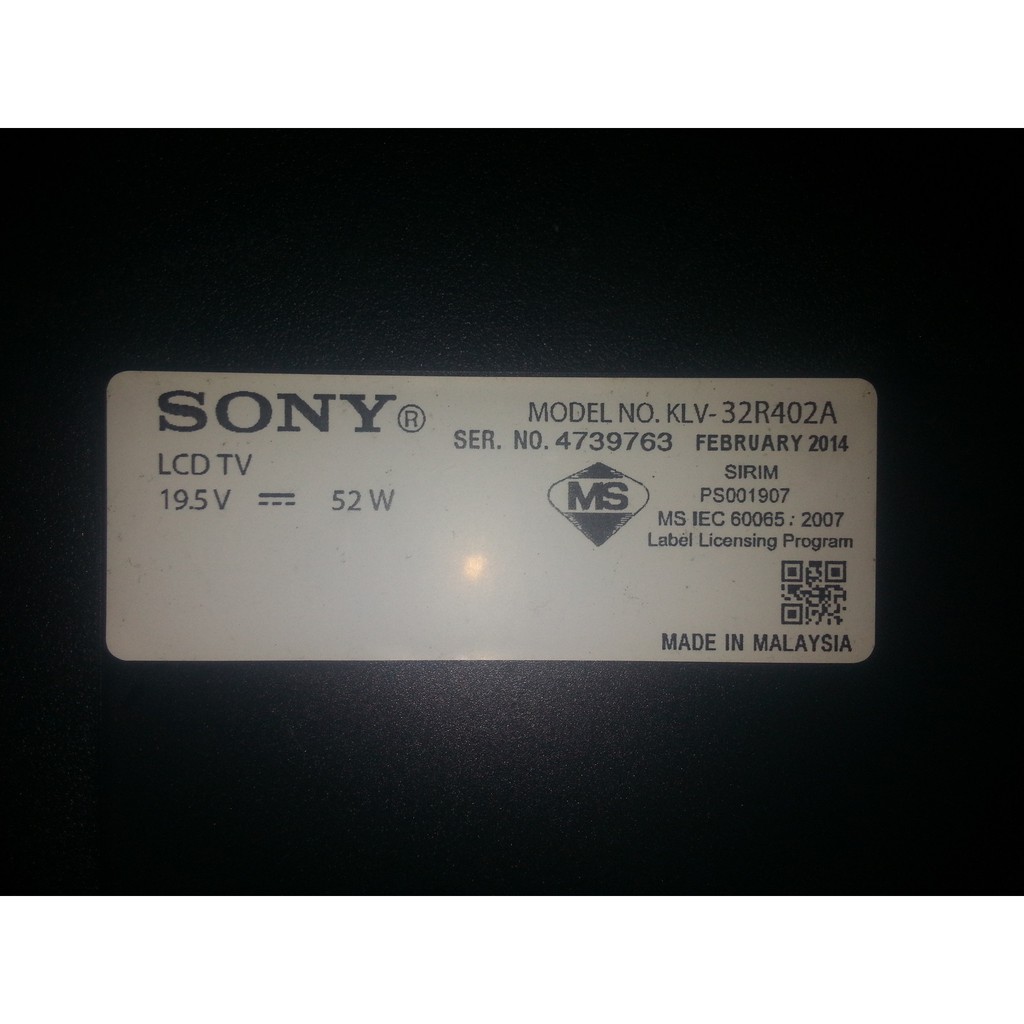 SONY®
MODEL NO. KLV-32R402A
SER. NO. 4739763 FEBRUARY 2014
LCD TV
19.5 V ⎓ 52 W
MS
SIRIM
PS001907
MS IEC 60065 : 2007
Label Licensing Program
MADE IN MALAYSIA